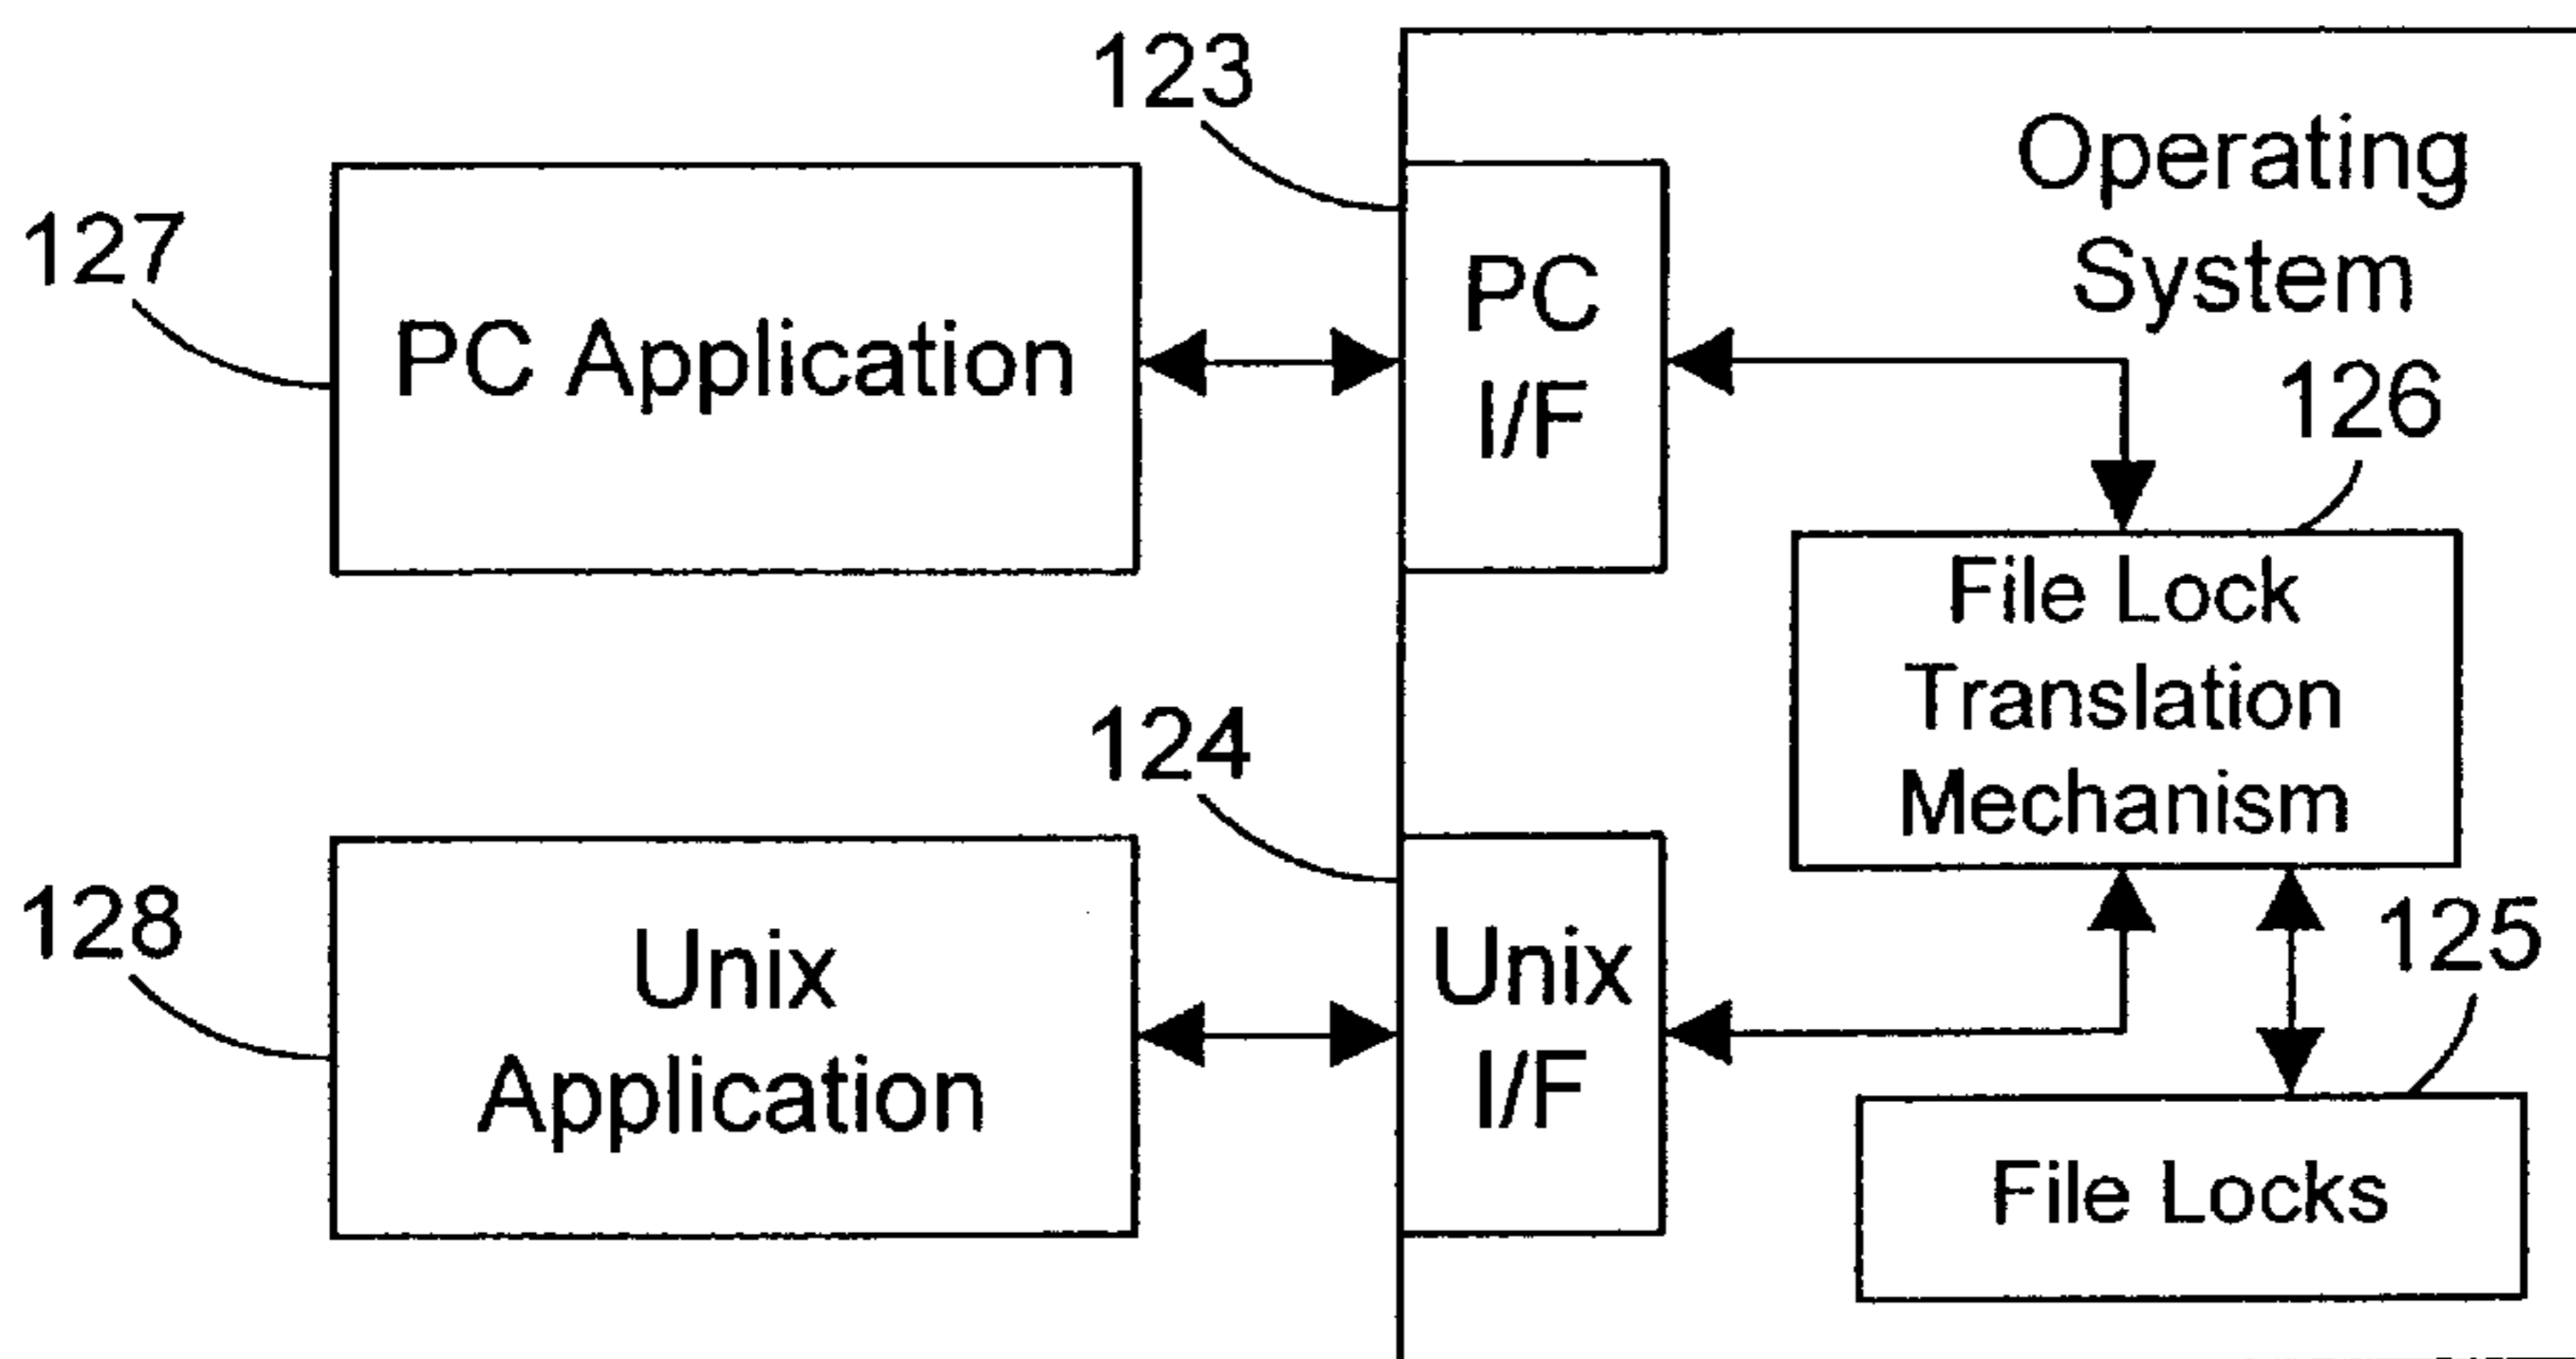 123
Operating
System
127
PC Application
PC
I/F
126
File Lock
Translation
Mechanism
124
128
Unix
Application
Unix
I/F
125
File Locks